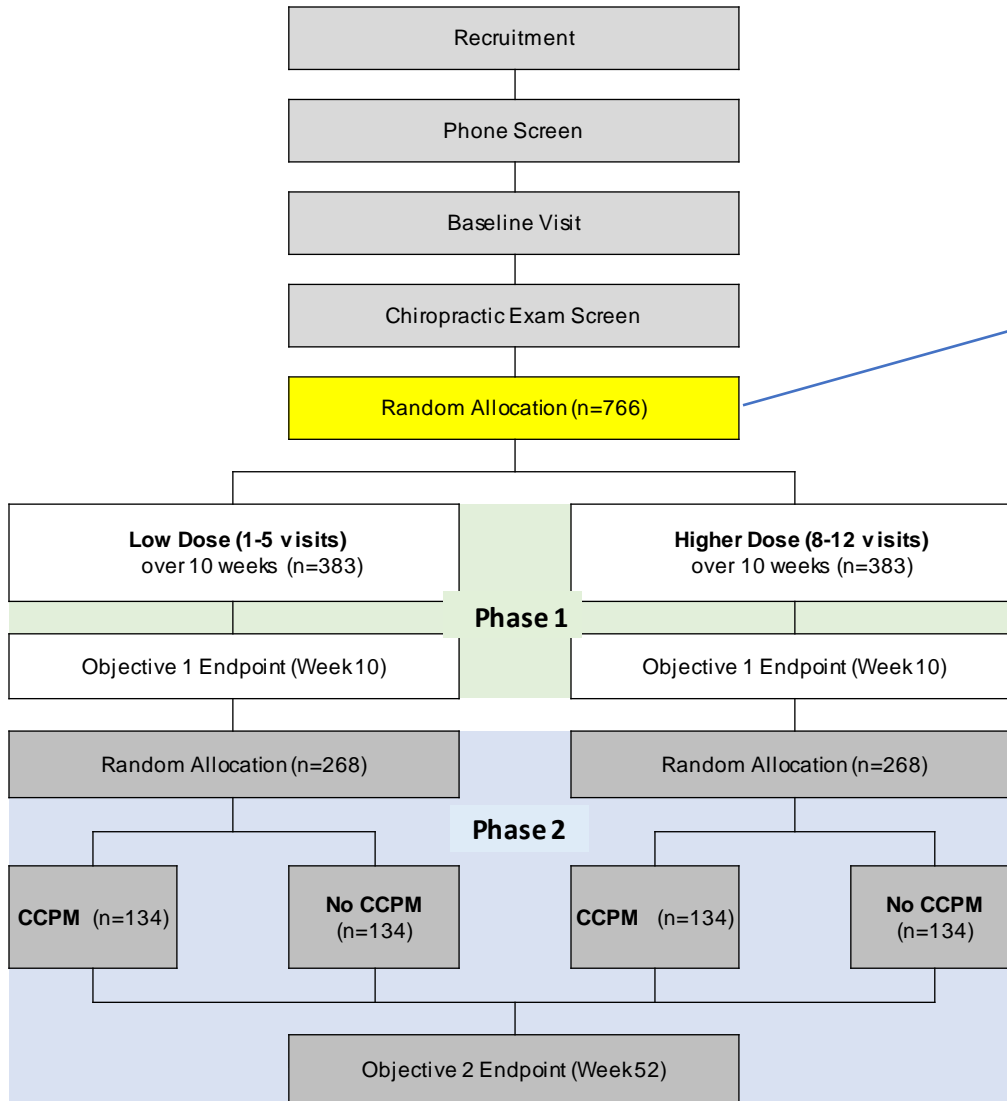 Recruitment
Phone Screen
Baseline Visit
Chiropractic Exam Screen
Random Allocation (n=766)
Low Dose (1-5 visits)
over 10 weeks (n=383)
Higher Dose (8-12 visits)
over 10 weeks (n=383)
Phase 1
Objective 1 Endpoint (Week 10)
Objective 1 Endpoint (Week 10)
Random Allocation (n=268)
Random Allocation (n=268)
Phase 2
CCPM (n=134)
No CCPM
(n=134)
CCPM (n=134)
No CCPM
(n=134)
Objective 2 Endpoint (Week 52)